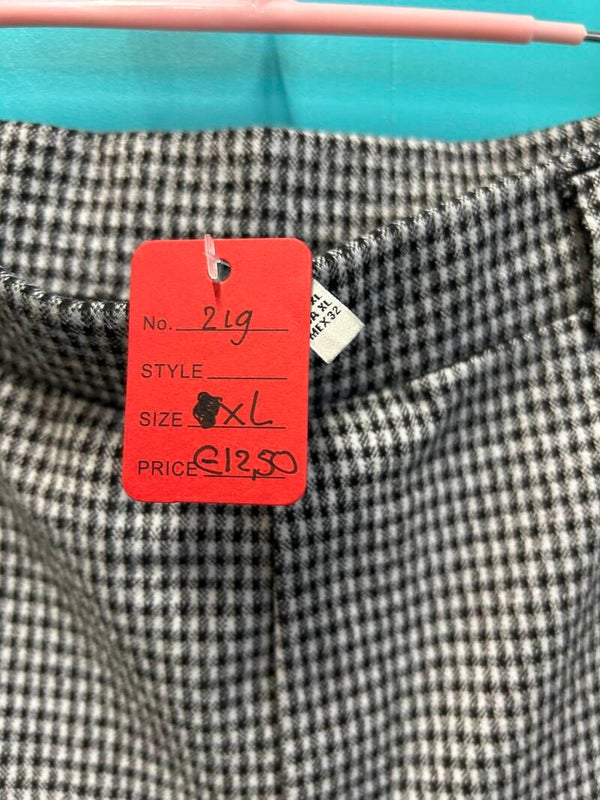 No. 219
STYLE
SIZE XL
PRICE €12,50
XL
XL
MEX 32